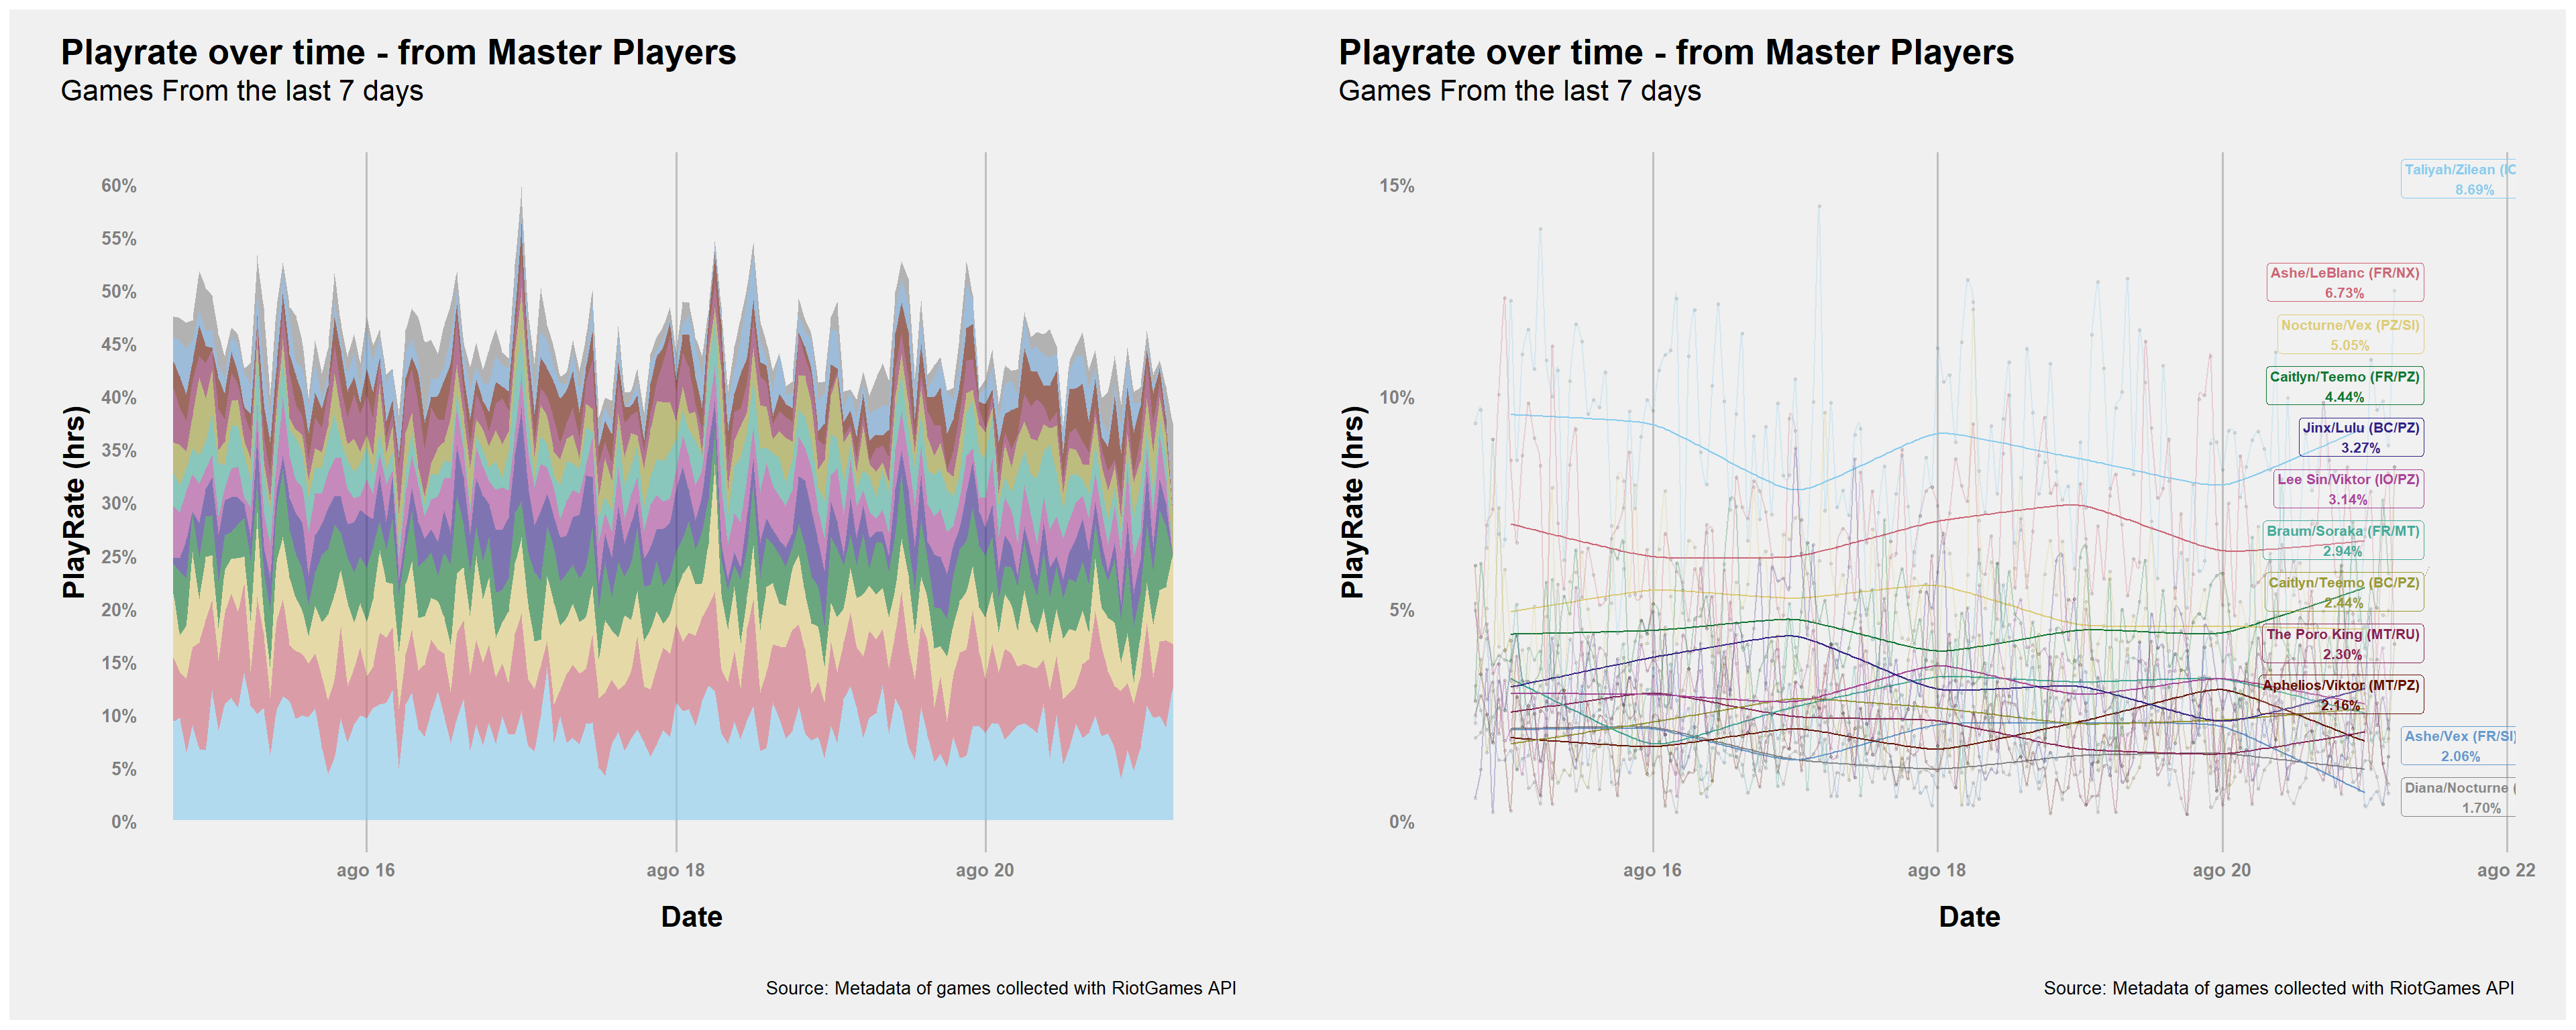 Playrate over time - from Master Players
Games From the last 7 days
60%
55%
50%
45%
40%
35%
30%
25%
20%
15%
10%
5%
0%
PlayRate (hrs)
ago 16
ago 18
ago 20
Date
Source: Metadata of games collected with RiotGames API
Playrate over time - from Master Players
Games From the last 7 days
15%
10%
5%
0%
PlayRate (hrs)
Taliyah/Zilean (IO
8.69%
Ashe/LeBlanc (FR/NX)
6.73%
Nocturne/Vex (PZ/SI)
5.05%
Caitlyn/Teemo (FR/PZ)
4.44%
Jinx/Lulu (BC/PZ)
3.27%
Lee Sin/Viktor (IO/PZ)
3.14%
Braum/Soraka (FR/MT)
2.94%
Caitlyn/Teemo (BC/PZ)
2.44%
The Poro King (MT/RU)
2.30%
Aphelios/Viktor (MT/PZ)
2.16%
Ashe/Vex (FR/SI)
2.06%
Diana/Nocturne (
1.70%
ago 16
ago 18
ago 20
ago 22
Date
Source: Metadata of games collected with RiotGames API